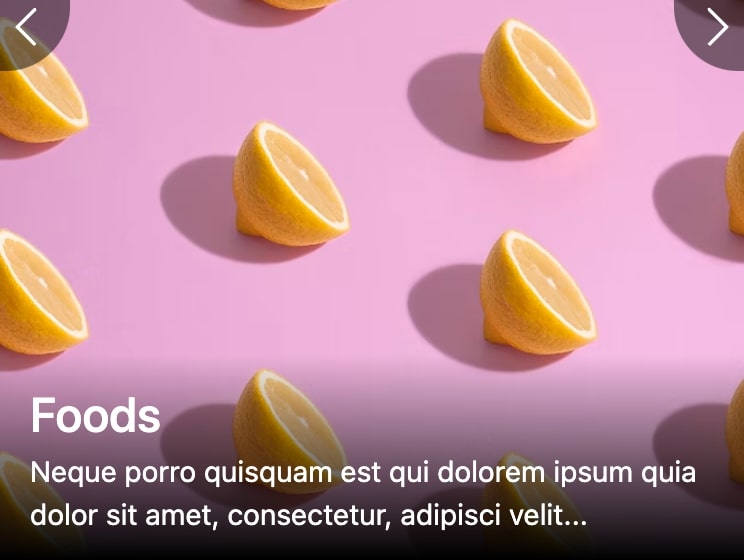 Foods
Neque porro quisquam est qui dolorem ipsum quia
dolor sit amet, consectetur, adipisci velit...